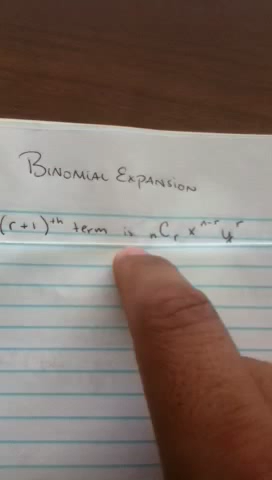 BINOMIAL EXPANSION
(r+1)^th term is nCr x^n-r y^r